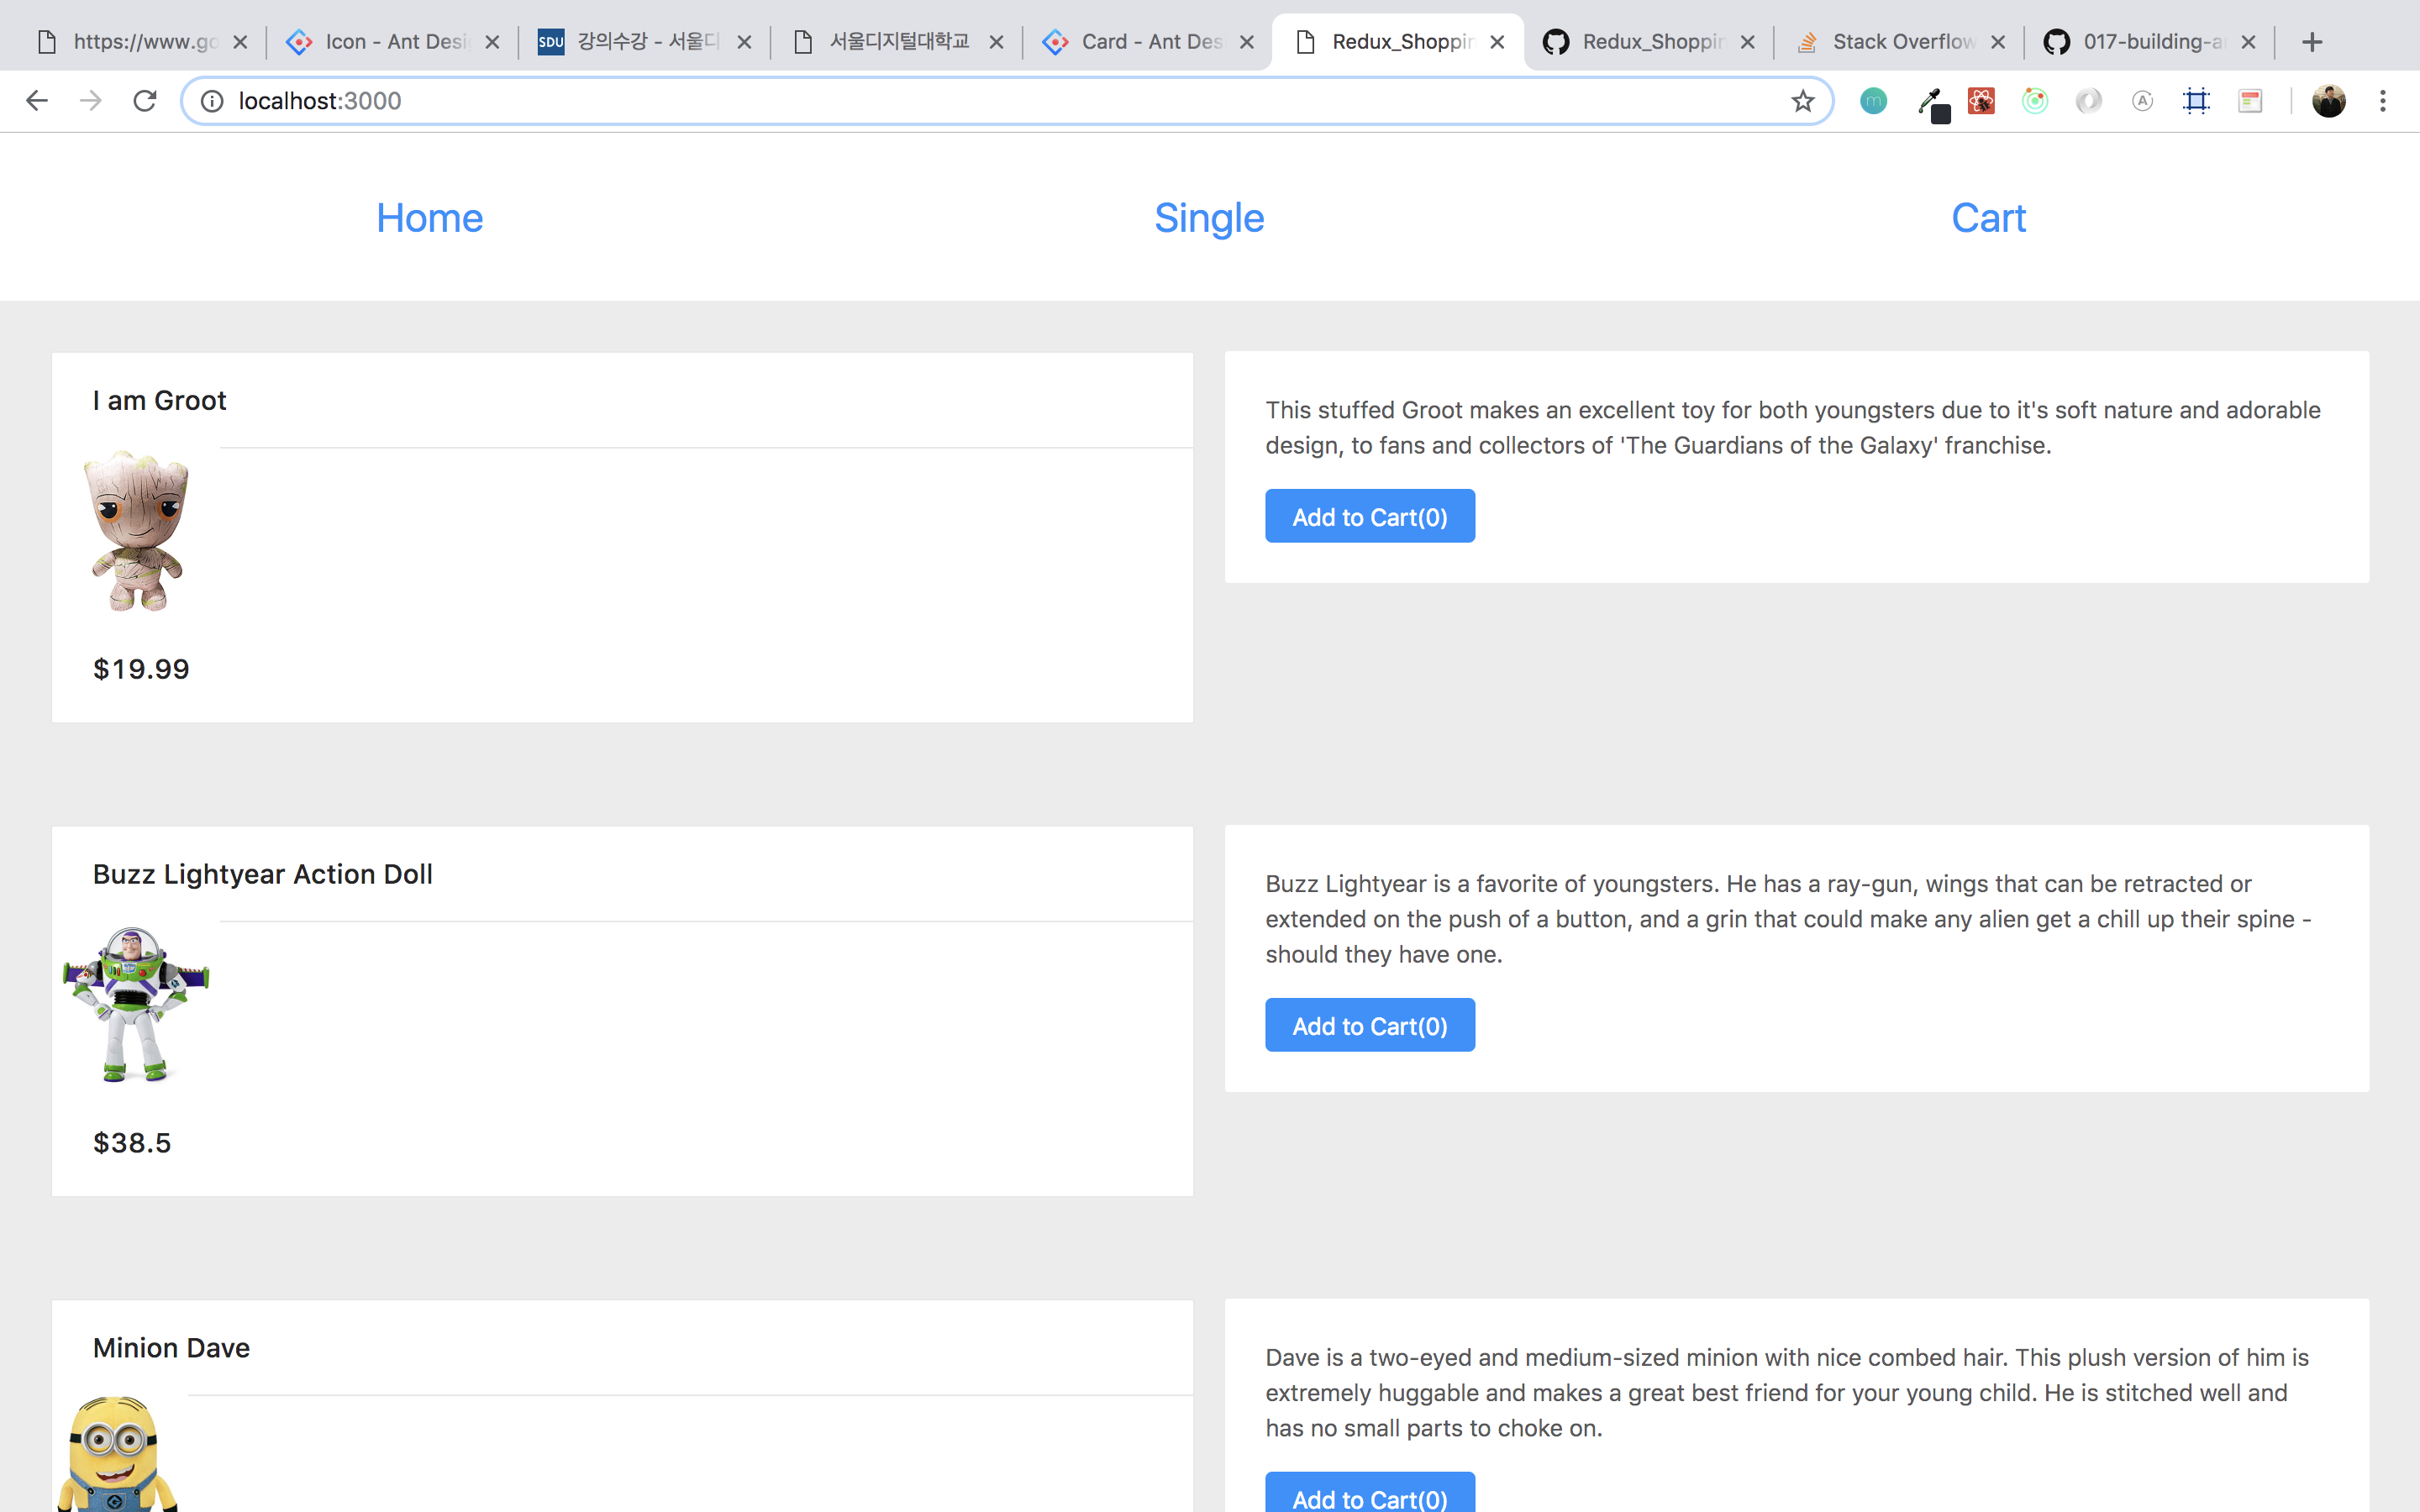 https://www.go
Icon - Ant Desi
SDU
강의수강 - 서울디
서울디지털대학교
Card - Ant Des
Redux_Shoppin
Redux_Shoppin
Stack Overflow
017-building-a
localhost:3000
m
A
Home
Single
Cart
I am Groot
$19.99
This stuffed Groot makes an excellent toy for both youngsters due to it's soft nature and adorable
design, to fans and collectors of 'The Guardians of the Galaxy' franchise.
Add to Cart(0)
Buzz Lightyear Action Doll
$38.5
Buzz Lightyear is a favorite of youngsters. He has a ray-gun, wings that can be retracted or
extended on the push of a button, and a grin that could make any alien get a chill up their spine -
should they have one.
Add to Cart(0)
Minion Dave
Dave is a two-eyed and medium-sized minion with nice combed hair. This plush version of him is
extremely huggable and makes a great best friend for your young child. He is stitched well and
has no small parts to choke on.
Add to Cart(0)